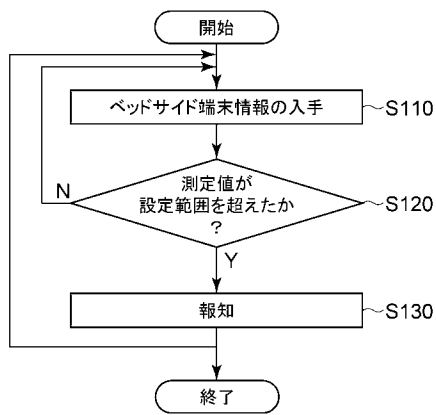 開始
ベッドサイド端末情報の入手
S110
N
測定値が
設定範囲を超えたか
?
S120
Y
報知
S130
終了